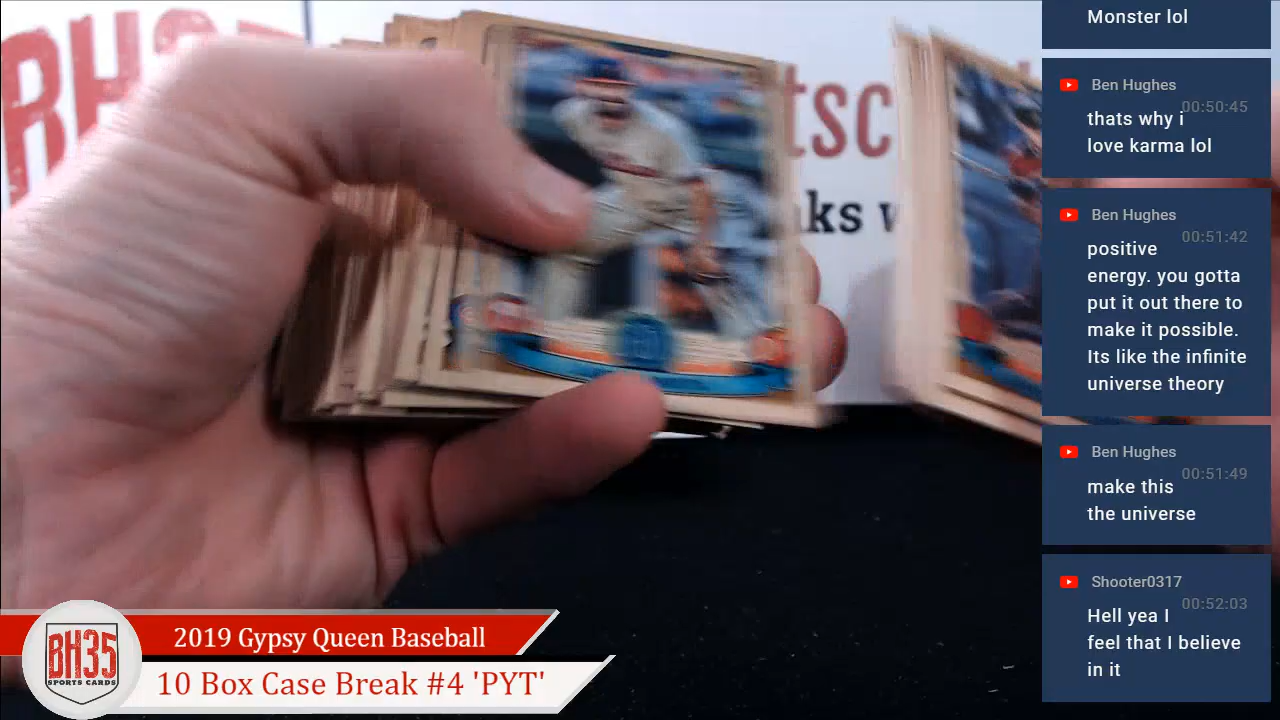 BH35
tsc
ks w
Monster lol
Ben Hughes
00:50:45
thats why i
love karma lol
Ben Hughes
00:51:42
positive
energy. you gotta
put it out there to
make it possible.
Its like the infinite
universe theory
Ben Hughes
00:51:49
make this
the universe
Shooter0317
00:52:03
Hell yea I
feel that I believe
in it
BH35
SPORTS CARDS
2019 Gypsy Queen Baseball
10 Box Case Break #4 'PYT'